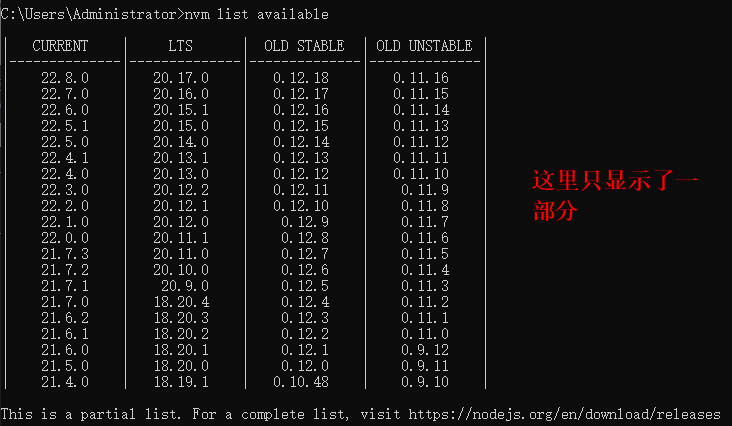 C:\Users\Administrator>nvm list available
| CURRENT | LTS | OLD STABLE | OLD UNSTABLE |
|--------------|--------------|--------------|--------------|
| 22.8.0 | 20.17.0 | 0.12.18 | 0.11.16 |
| 22.7.0 | 20.16.0 | 0.12.17 | 0.11.15 |
| 22.6.0 | 20.15.1 | 0.12.16 | 0.11.14 |
| 22.5.1 | 20.15.0 | 0.12.15 | 0.11.13 |
| 22.5.0 | 20.14.0 | 0.12.14 | 0.11.12 |
| 22.4.1 | 20.13.1 | 0.12.13 | 0.11.11 |
| 22.4.0 | 20.13.0 | 0.12.12 | 0.11.10 |
| 22.3.0 | 20.12.2 | 0.12.11 | 0.11.9 |
| 22.2.0 | 20.12.1 | 0.12.10 | 0.11.8 |
| 22.1.0 | 20.12.0 | 0.12.9 | 0.11.7 |
| 22.0.0 | 20.11.1 | 0.12.8 | 0.11.6 |
| 21.7.3 | 20.11.0 | 0.12.7 | 0.11.5 |
| 21.7.2 | 20.10.0 | 0.12.6 | 0.11.4 |
| 21.7.1 | 20.9.0 | 0.12.5 | 0.11.3 |
| 21.7.0 | 18.20.4 | 0.12.4 | 0.11.2 |
| 21.6.2 | 18.20.3 | 0.12.3 | 0.11.1 |
| 21.6.1 | 18.20.2 | 0.12.2 | 0.11.0 |
| 21.6.0 | 18.20.1 | 0.12.1 | 0.9.12 |
| 21.5.0 | 18.20.0 | 0.12.0 | 0.9.11 |
| 21.4.0 | 18.19.1 | 0.10.48 | 0.9.10 |
这里只显示了一
部分
This is a partial list. For a complete list, visit https://nodejs.org/en/download/releases